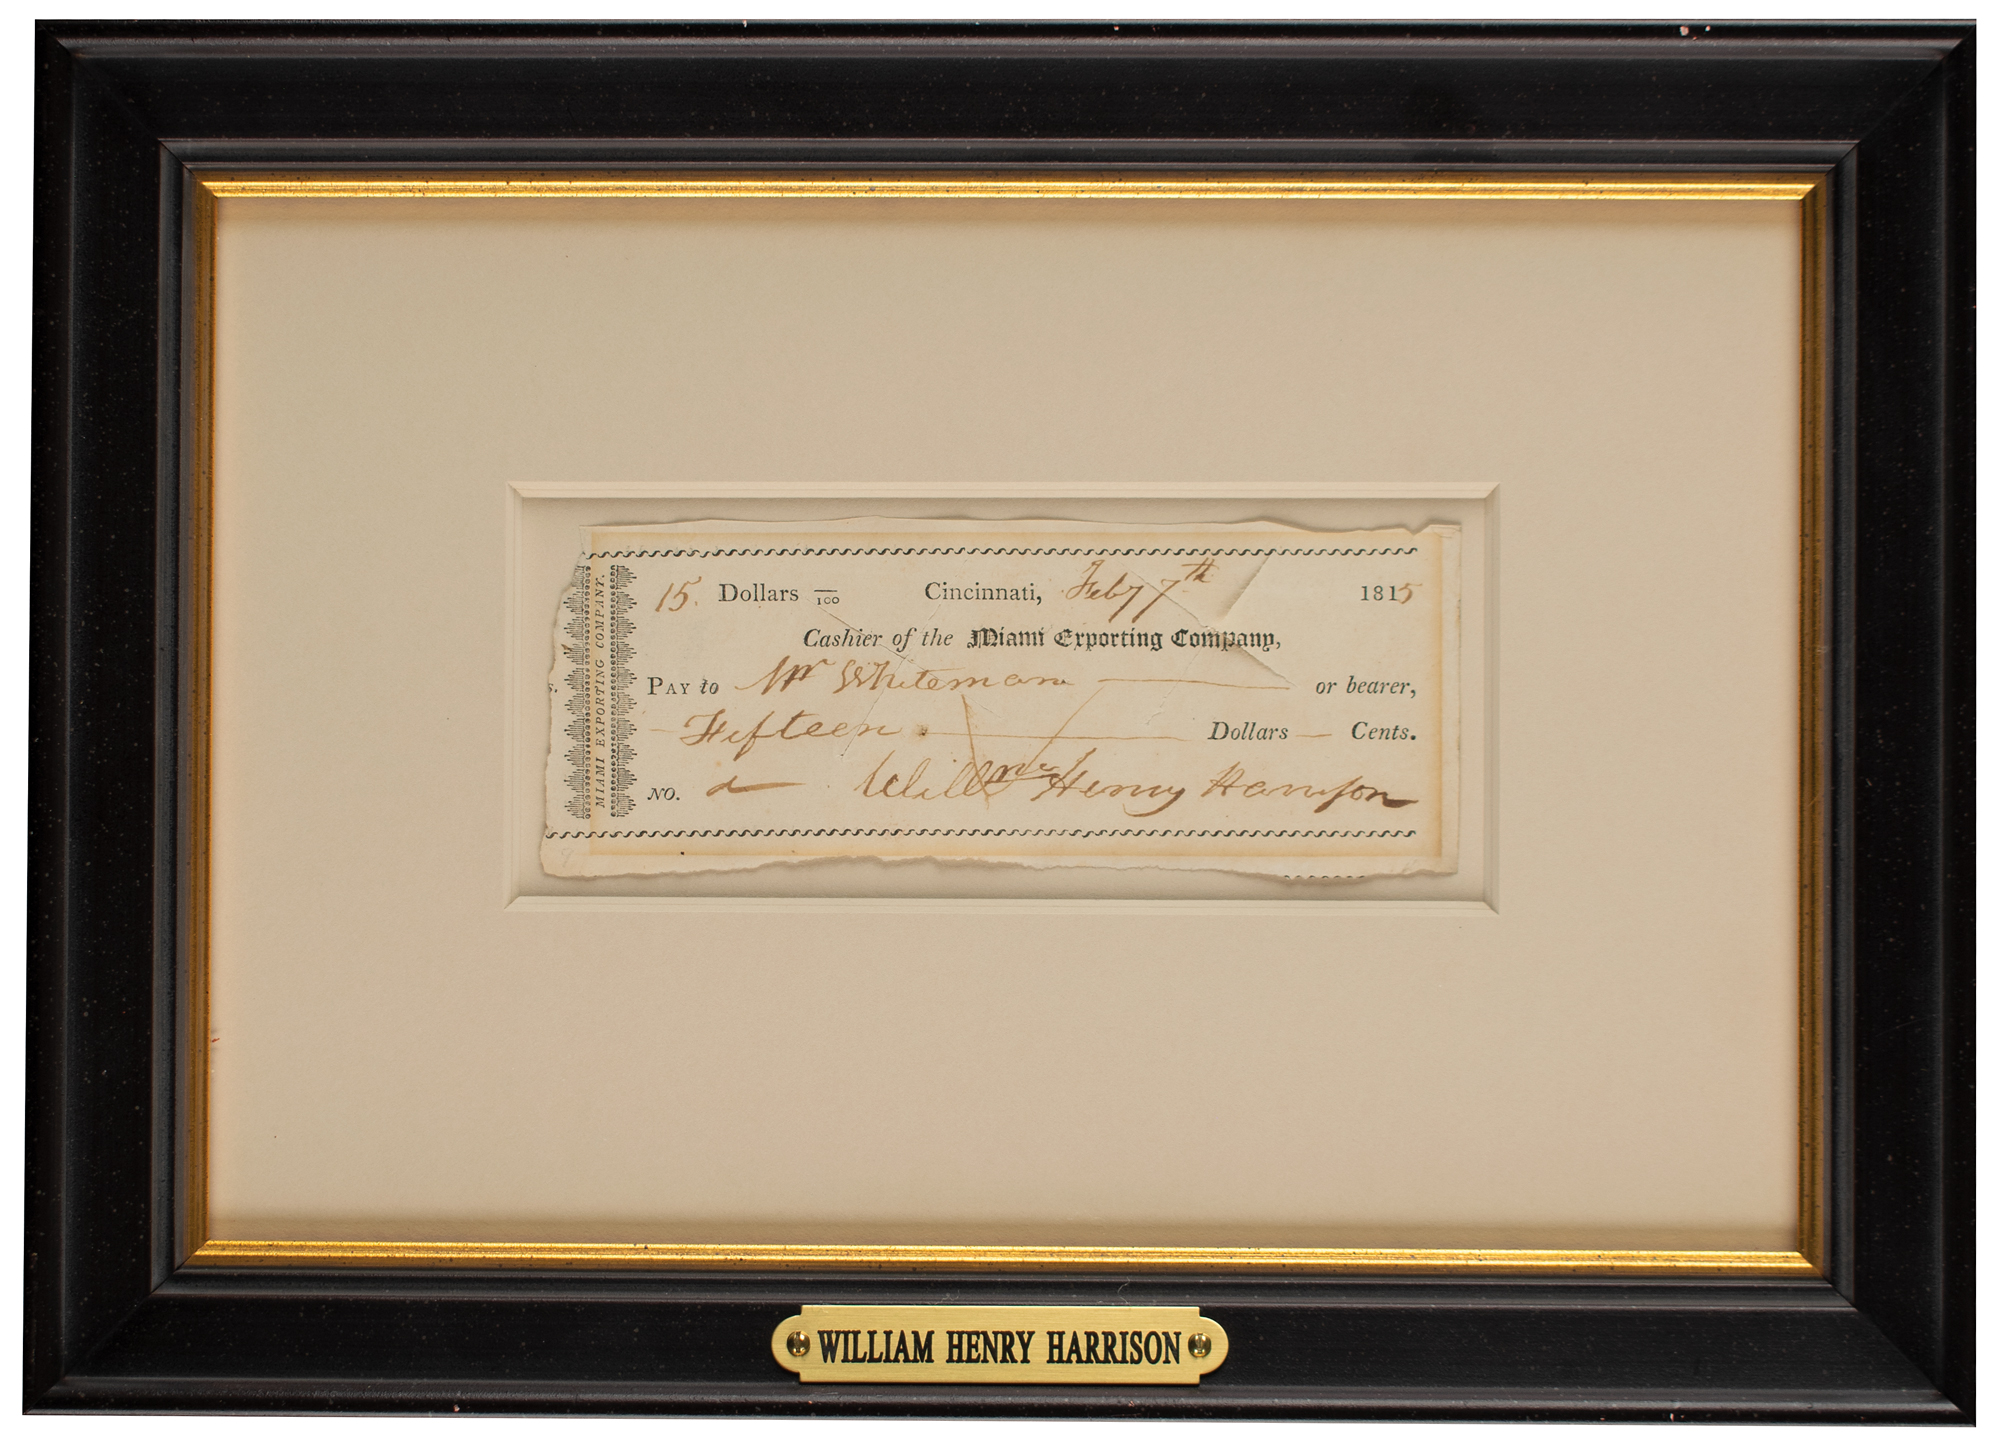 15. Dollars /100 Cincinnati, Feby 7th 1815
Cashier of the Miami Exporting Company,
PAY to Mr Whiteman or bearer,
Fifteen Dollars — Cents.
NO. Willm Henry Harrison
MIAMI EXPORTING COMPANY.
WILLIAM HENRY HARRISON